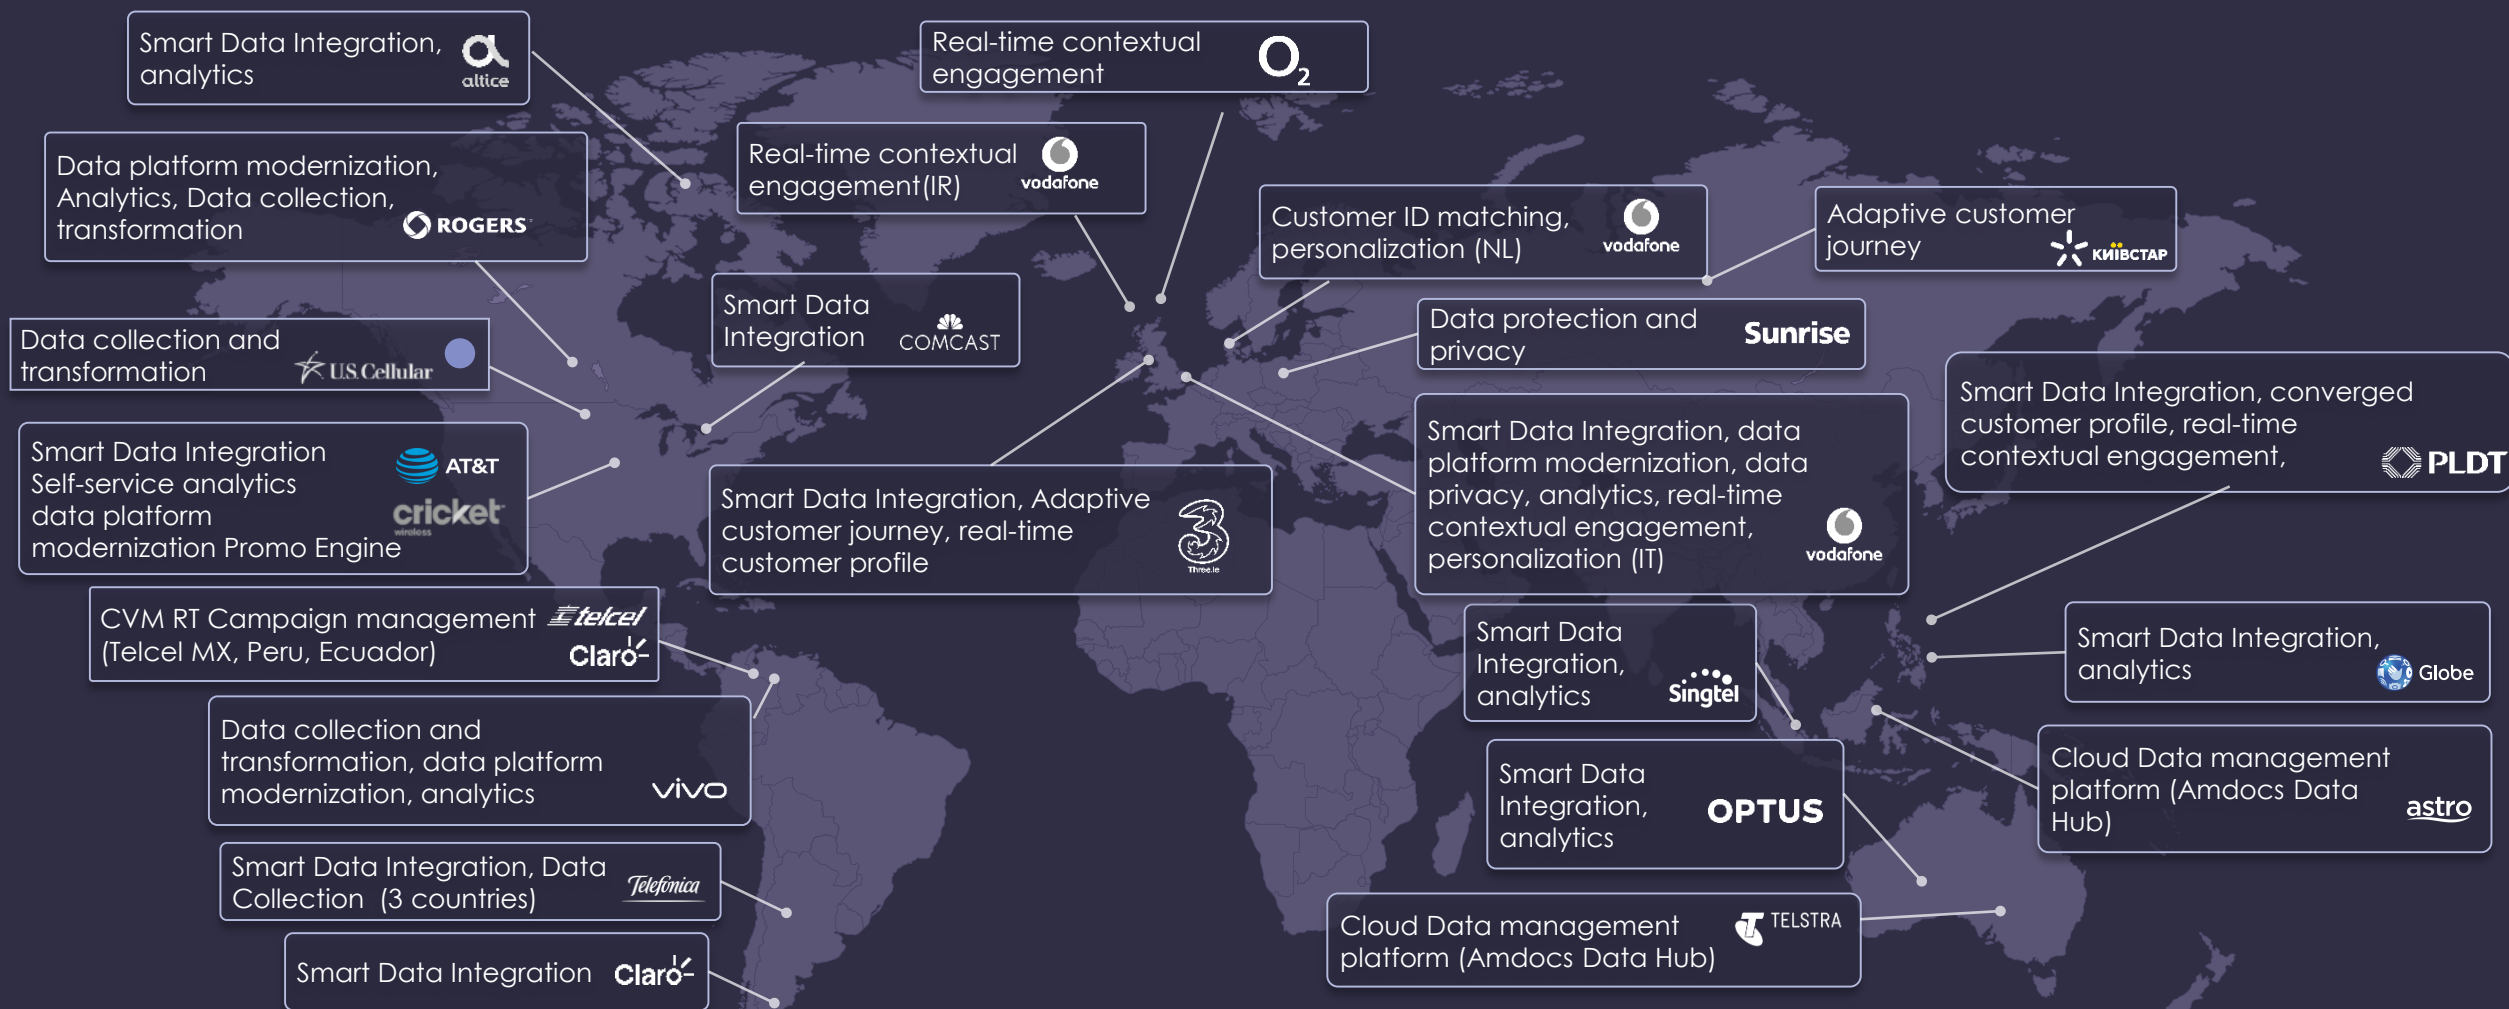 Smart Data Integration,
analytics
altice
Real-time contextual
engagement
O2
Data platform modernization,
Analytics, Data collection,
transformation
ROGERS
Real-time contextual
engagement(IR)
vodafone
Customer ID matching,
personalization (NL)
vodafone
Adaptive customer
journey
КИЇВСТАР
Data collection and
transformation
U.S. Cellular
Smart Data
Integration
COMCAST
Data protection and
privacy
Sunrise
Smart Data Integration, converged
customer profile, real-time
contextual engagement,
PLDT
Smart Data Integration
Self-service analytics
data platform
modernization Promo Engine
AT&T
cricket
wireless
Smart Data Integration, Adaptive
customer journey, real-time
customer profile
3
Three.ie
Smart Data Integration, data
platform modernization, data
privacy, analytics, real-time
contextual engagement,
personalization (IT)
vodafone
CVM RT Campaign management
(Telcel MX, Peru, Ecuador)
telcel
Claro
Smart Data
Integration,
analytics
Singtel
Smart Data Integration,
analytics
Globe
Data collection and
transformation, data platform
modernization, analytics
vivo
Smart Data
Integration,
analytics
OPTUS
Cloud Data management
platform (Amdocs Data
Hub)
astro
Smart Data Integration, Data
Collection (3 countries)
Telefónica
Cloud Data management
platform (Amdocs Data Hub)
TELSTRA
Smart Data Integration
Claro